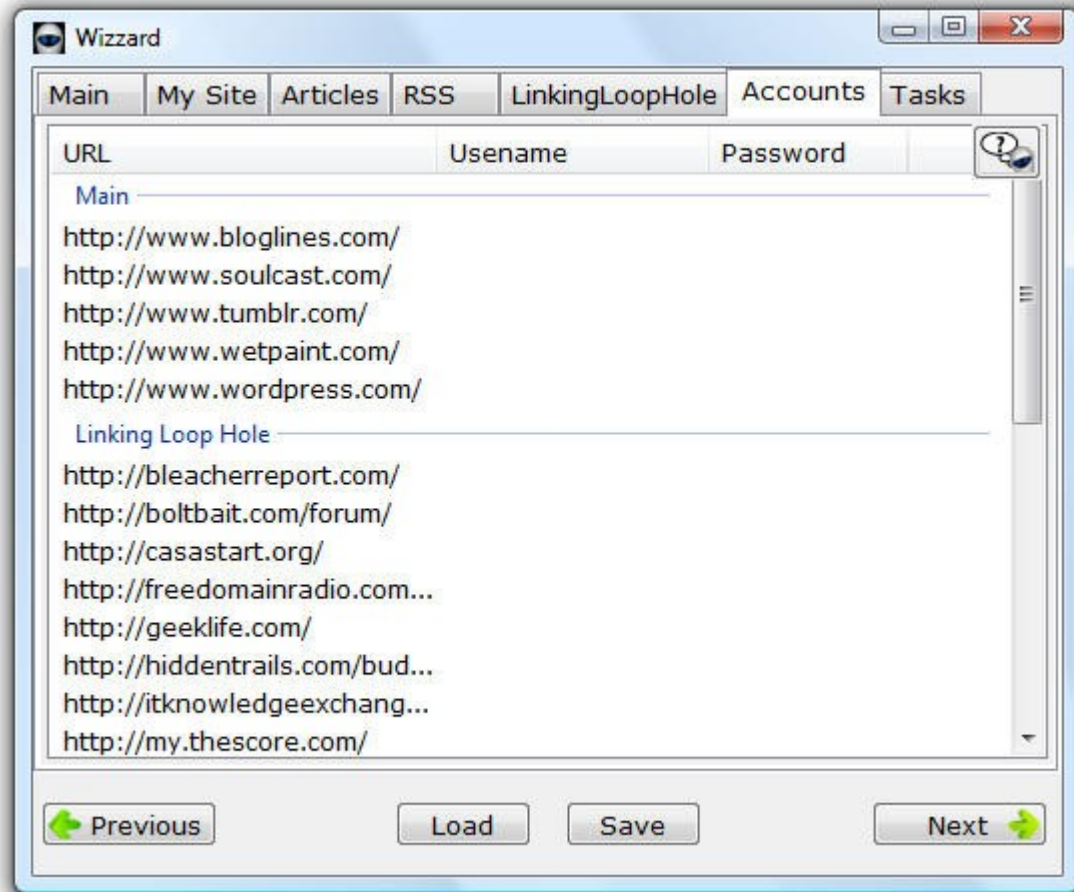 Wizzard
Main My Site Articles RSS LinkingLoopHole Accounts Tasks
URL Usename Password
Main
http://www.bloglines.com/
http://www.soulcast.com/
http://www.tumblr.com/
http://www.wetpaint.com/
http://www.wordpress.com/
Linking Loop Hole
http://bleacherreport.com/
http://boltbait.com/forum/
http://casastart.org/
http://freedomainradio.com...
http://geeklife.com/
http://hiddentrails.com/bud...
http://itknowledgeexchang...
http://my.thescore.com/
Previous Load Save Next